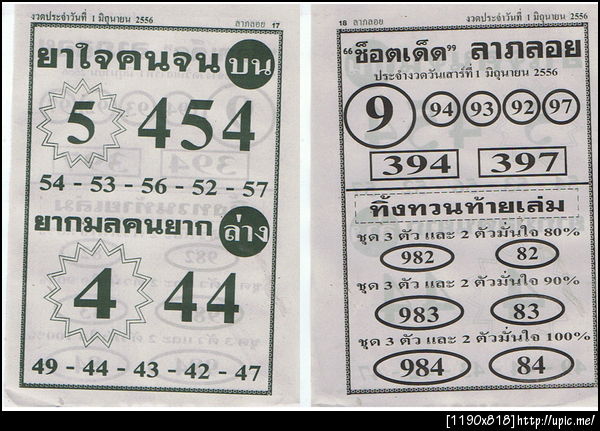 งวดประจำวันที่ 1 มิถุนายน 2556 ลาภลอย 17
ยาใจคนจน บน
5 454
54 - 53 - 56 - 52 - 57
ยากมลคนยาก ล่าง
4 44
49 - 44 - 43 - 42 - 47
18 ลาภลอย งวดประจำวันที่ 1 มิถุนายน 2556
“ช็อตเด็ด” ลาภลอย
ประจำงวดวันเสาร์ที่ 1 มิถุนายน 2556
9 94 93 92 97
394 397
ทิ้งทวนท้ายเล่ม
ชุด 3 ตัว และ 2 ตัวมั่นใจ 80%
982 82
ชุด 3 ตัว และ 2 ตัวมั่นใจ 90%
983 83
ชุด 3 ตัว และ 2 ตัวมั่นใจ 100%
984 84
[1190x818]http://upic.me/